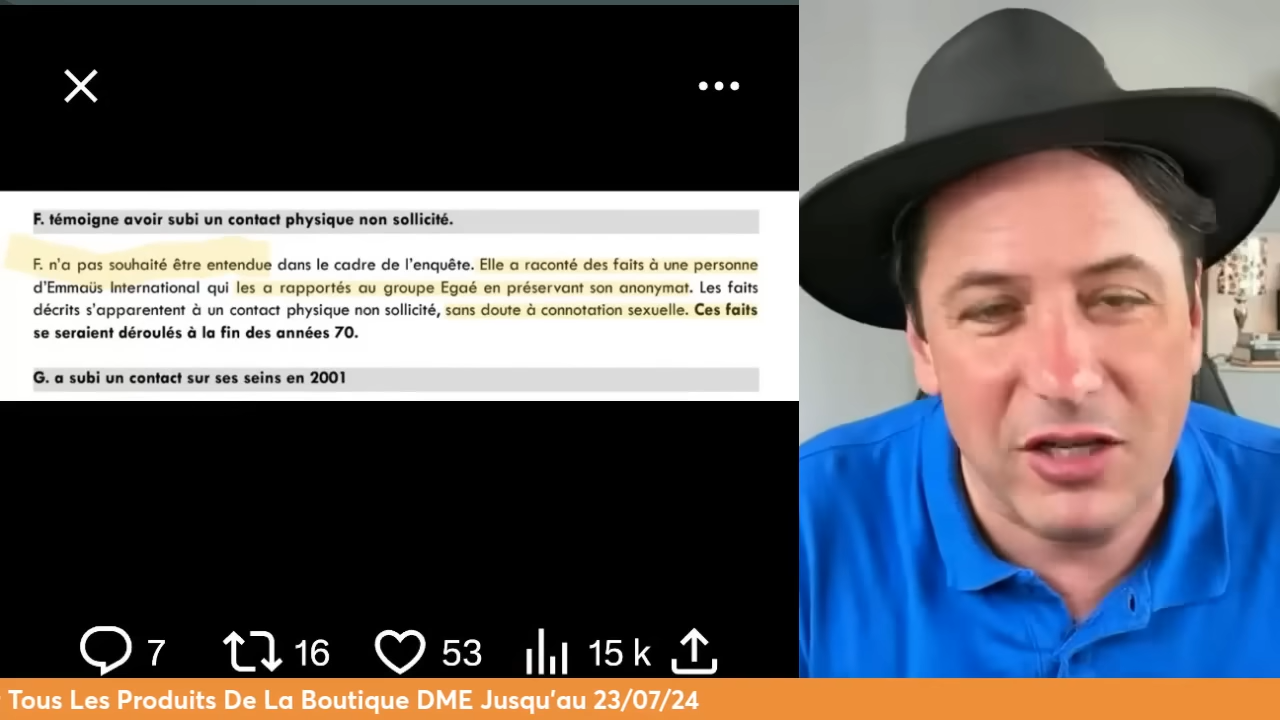 F. témoigne avoir subi un contact physique non sollicité.
F. n'a pas souhaité être entendue dans le cadre de l'enquête. Elle a raconté des faits à une personne
d'Emmaüs International qui les a rapportés au groupe Egaé en préservant son anonymat. Les faits
décrits s'apparentent à un contact physique non sollicité, sans doute à connotation sexuelle. Ces faits
se seraient déroulés à la fin des années 70.
G. a subi un contact sur ses seins en 2001
7 16 53 15 k
Tous Les Produits De La Boutique DME Jusqu'au 23/07/24